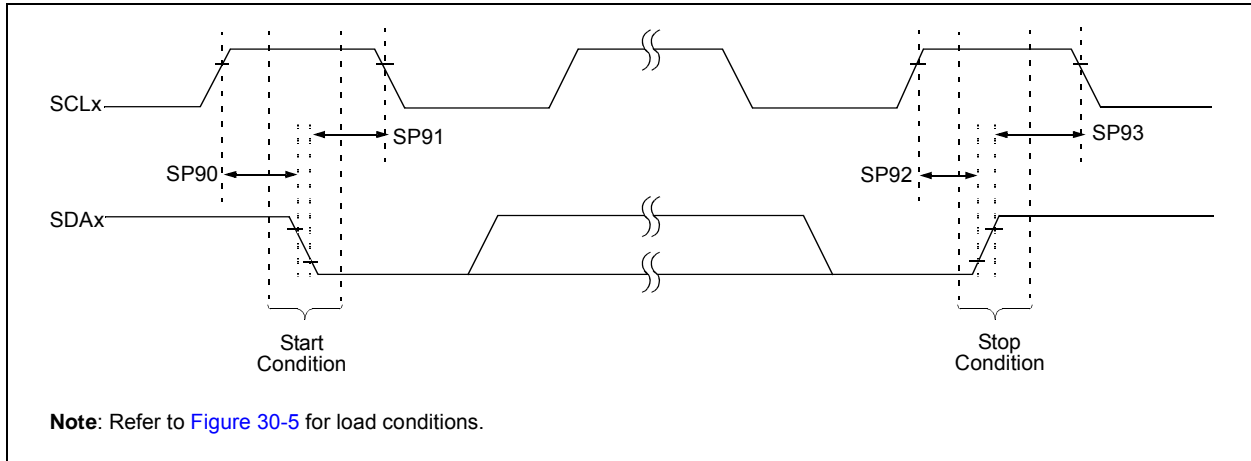 SCLx
SP91
SP93
SP90
SP92
SDAx
Start
Condition
Stop
Condition
Note: Refer to Figure 30-5 for load conditions.